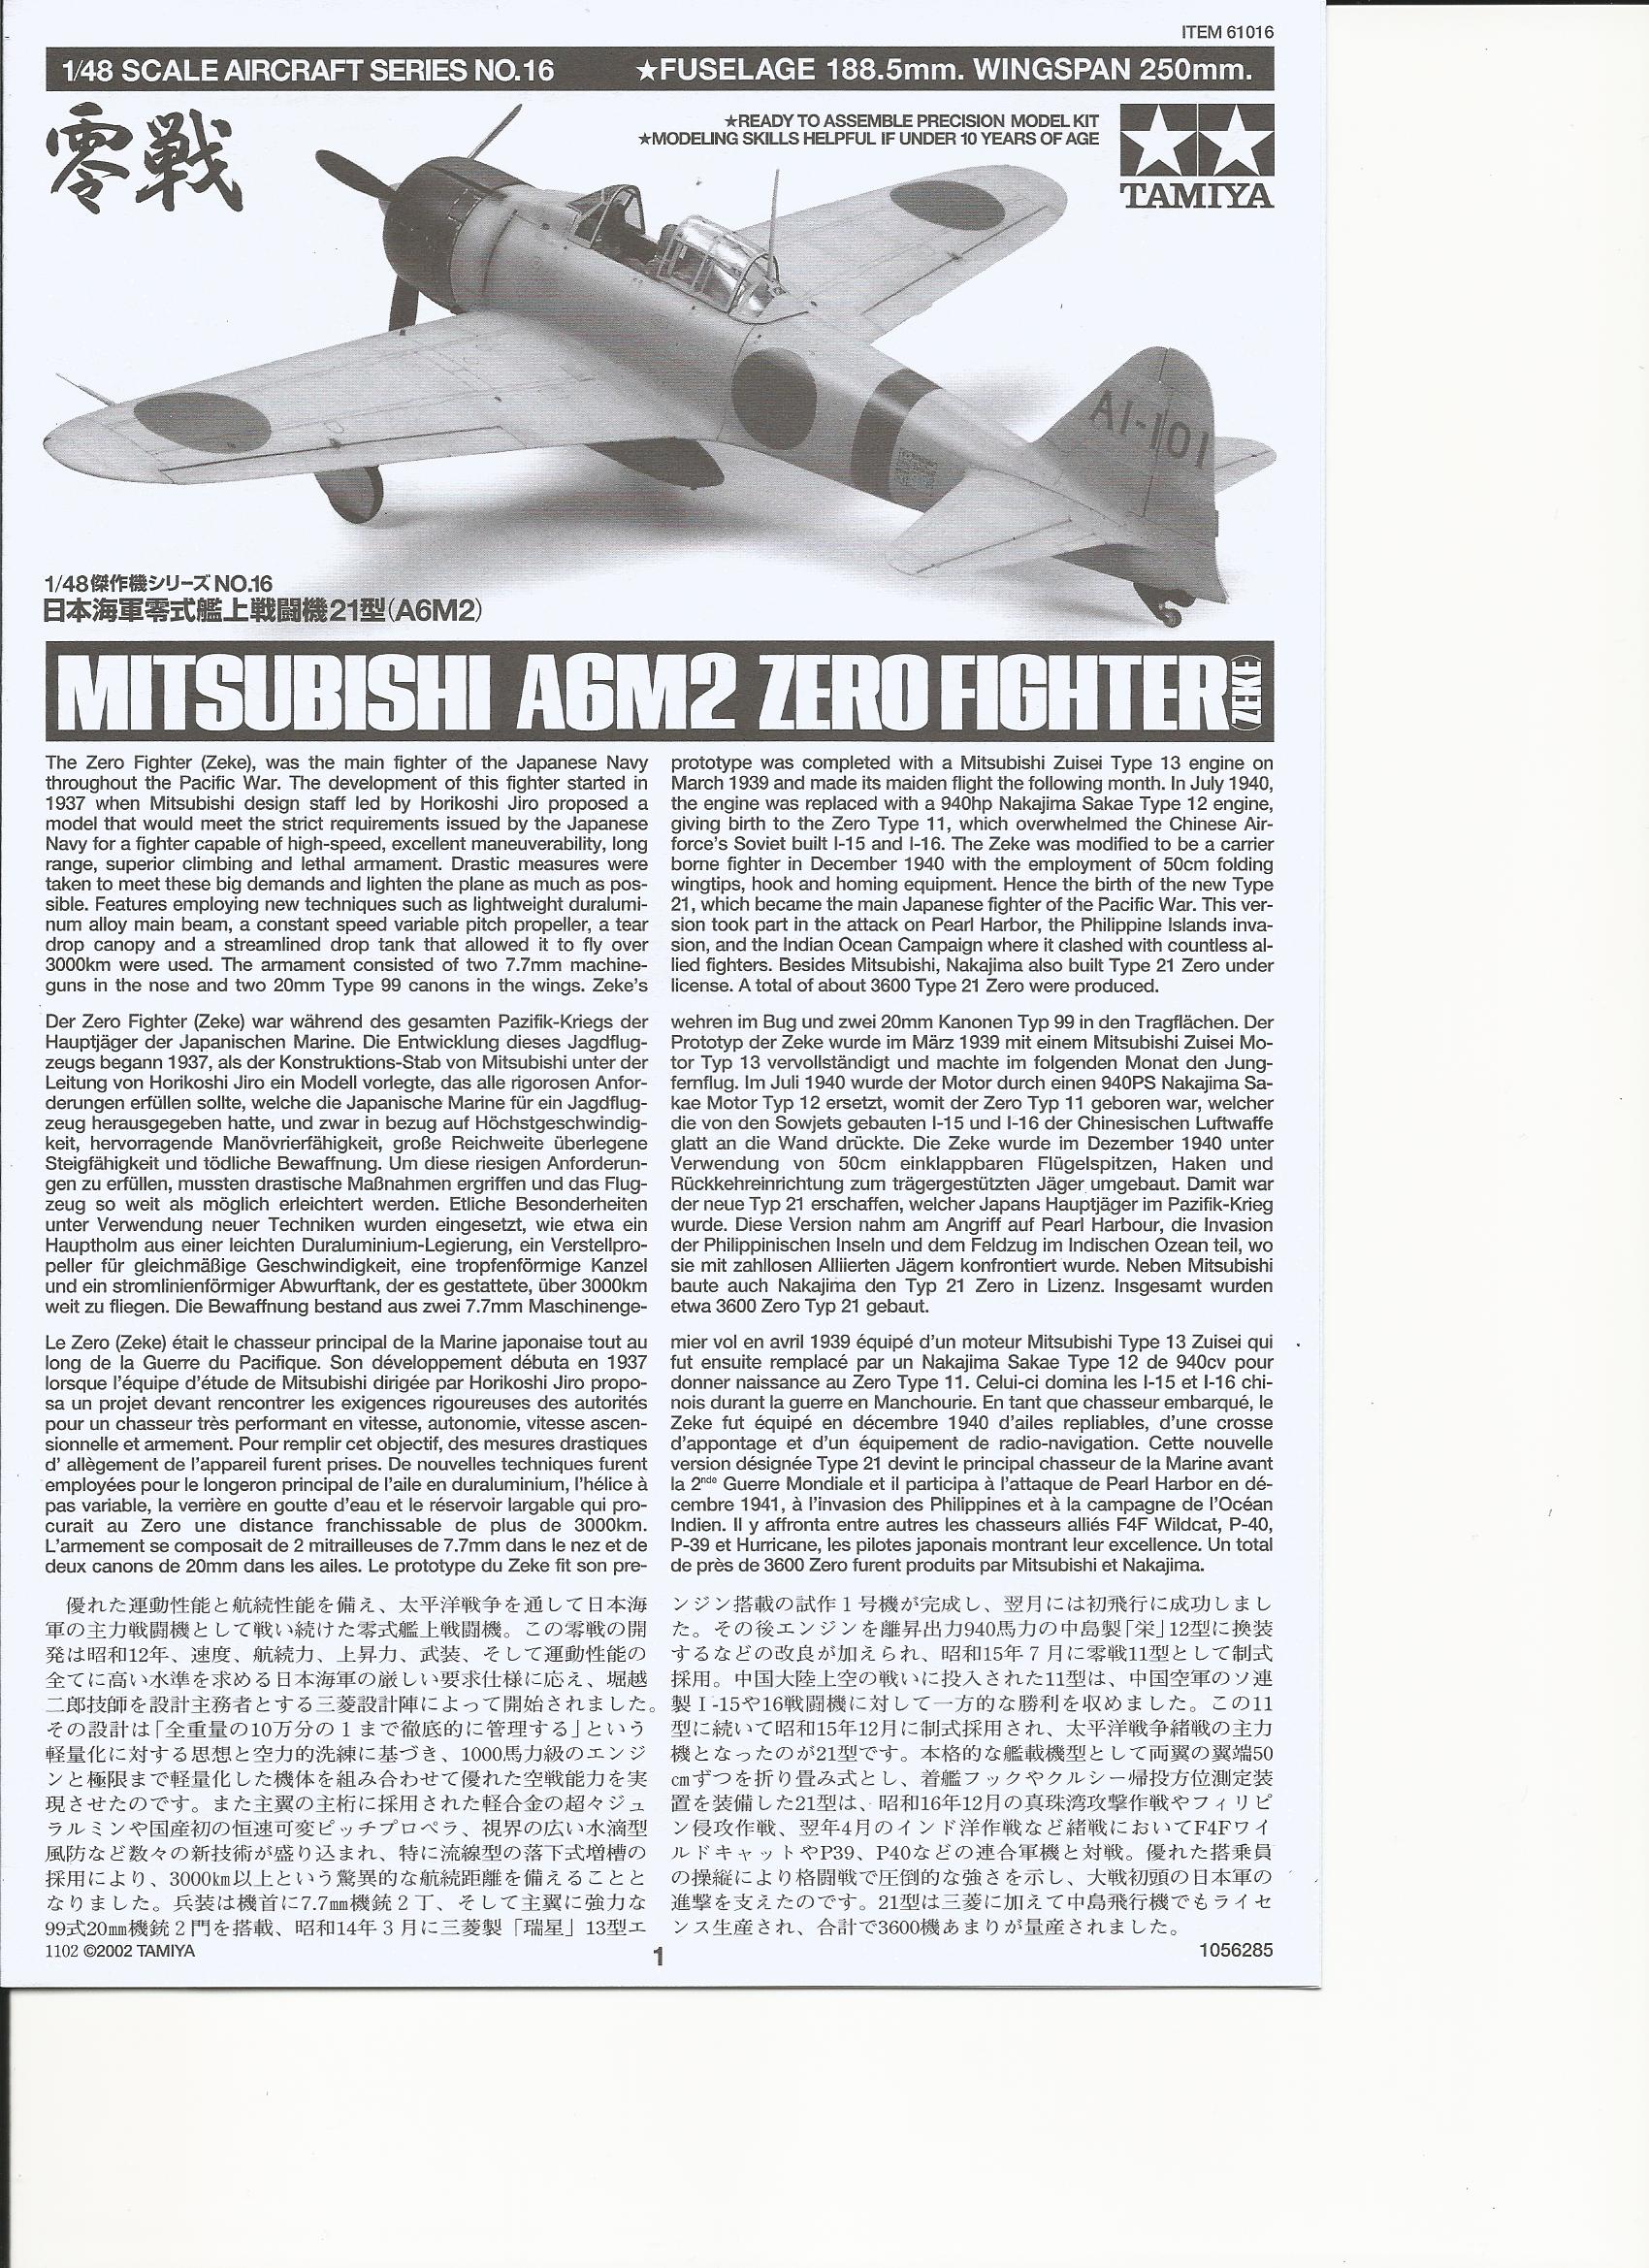 ITEM 61016
1/48 SCALE AIRCRAFT SERIES NO.16 ★FUSELAGE 188.5mm. WINGSPAN 250mm.
零戦
★READY TO ASSEMBLE PRECISION MODEL KIT
★MODELING SKILLS HELPFUL IF UNDER 10 YEARS OF AGE
TAMIYA
AI-101
1/48傑作機シリーズNO.16
日本海軍零式艦上戦闘機21型(A6M2)
MITSUBISHI A6M2 ZERO FIGHTER (ZEKE)
The Zero Fighter (Zeke), was the main fighter of the Japanese Navy
throughout the Pacific War. The development of this fighter started in
1937 when Mitsubishi design staff led by Horikoshi Jiro proposed a
model that would meet the strict requirements issued by the Japanese
Navy for a fighter capable of high-speed, excellent maneuverability, long
range, superior climbing and lethal armament. Drastic measures were
taken to meet these big demands and lighten the plane as much as pos-
sible. Features employing new techniques such as lightweight duralumi-
num alloy main beam, a constant speed variable pitch propeller, a tear
drop canopy and a streamlined drop tank that allowed it to fly over
3000km were used. The armament consisted of two 7.7mm machine-
guns in the nose and two 20mm Type 99 canons in the wings. Zeke's
prototype was completed with a Mitsubishi Zuisei Type 13 engine on
March 1939 and made its maiden flight the following month. In July 1940,
the engine was replaced with a 940hp Nakajima Sakae Type 12 engine,
giving birth to the Zero Type 11, which overwhelmed the Chinese Air-
force's Soviet built I-15 and I-16. The Zeke was modified to be a carrier
borne fighter in December 1940 with the employment of 50cm folding
wingtips, hook and homing equipment. Hence the birth of the new Type
21, which became the main Japanese fighter of the Pacific War. This ver-
sion took part in the attack on Pearl Harbor, the Philippine Islands inva-
sion, and the Indian Ocean Campaign where it clashed with countless al-
lied fighters. Besides Mitsubishi, Nakajima also built Type 21 Zero under
license. A total of about 3600 Type 21 Zero were produced.
Der Zero Fighter (Zeke) war während des gesamten Pazifik-Kriegs der
Hauptjäger der Japanischen Marine. Die Entwicklung dieses Jagdflug-
zeugs begann 1937, als der Konstruktions-Stab von Mitsubishi unter der
Leitung von Horikoshi Jiro ein Modell vorlegte, das alle rigorosen Anfor-
derungen erfüllen sollte, welche die Japanische Marine für ein Jagdflug-
zeug herausgegeben hatte, und zwar in bezug auf Höchstgeschwindig-
keit, hervorragende Manövrierfähigkeit, große Reichweite überlegene
Steigfähigkeit und tödliche Bewaffnung. Um diese riesigen Anforderun-
gen zu erfüllen, mussten drastische Maßnahmen ergriffen und das Flug-
zeug so weit als möglich erleichtert werden. Etliche Besonderheiten
unter Verwendung neuer Techniken wurden eingesetzt, wie etwa ein
Hauptholm aus einer leichten Duraluminium-Legierung, ein Verstellpro-
peller für gleichmäßige Geschwindigkeit, eine tropfenförmige Kanzel
und ein stromlinienförmiger Abwurftank, der es gestattete, über 3000km
weit zu fliegen. Die Bewaffnung bestand aus zwei 7.7mm Maschinenge-
wehren im Bug und zwei 20mm Kanonen Typ 99 in den Tragflächen. Der
Prototyp der Zeke wurde im März 1939 mit einem Mitsubishi Zuisei Mo-
tor Typ 13 vervollständigt und machte im folgenden Monat den Jung-
fernflug. Im Juli 1940 wurde der Motor durch einen 940PS Nakajima Sa-
kae Motor Typ 12 ersetzt, womit der Zero Typ 11 geboren war, welcher
die von den Sowjets gebauten I-15 und I-16 der Chinesischen Luftwaffe
glatt an die Wand drückte. Die Zeke wurde im Dezember 1940 unter
Verwendung von 50cm einklappbaren Flügelspitzen, Haken und
Rückkehreinrichtung zum trägergestützten Jäger umgebaut. Damit war
der neue Typ 21 erschaffen, welcher Japans Hauptjäger im Pazifik-Krieg
wurde. Diese Version nahm am Angriff auf Pearl Harbour, die Invasion
der Philippinischen Inseln und dem Feldzug im Indischen Ozean teil, wo
sie mit zahllosen Alliierten Jägern konfrontiert wurde. Neben Mitsubishi
baute auch Nakajima den Typ 21 Zero in Lizenz. Insgesamt wurden
etwa 3600 Zero Typ 21 gebaut.
Le Zero (Zeke) était le chasseur principal de la Marine japonaise tout au
long de la Guerre du Pacifique. Son développement débuta en 1937
lorsque l'équipe d'étude de Mitsubishi dirigée par Horikoshi Jiro propo-
sa un projet devant rencontrer les exigences rigoureuses des autorités
pour un chasseur très performant en vitesse, autonomie, vitesse ascen-
sionnelle et armement. Pour remplir cet objectif, des mesures drastiques
d' allègement de l'appareil furent prises. De nouvelles techniques furent
employées pour le longeron principal de l'aile en duraluminium, l'hélice à
pas variable, la verrière en goutte d'eau et le réservoir largable qui pro-
curait au Zero une distance franchissable de plus de 3000km.
L'armement se composait de 2 mitrailleuses de 7.7mm dans le nez et de
deux canons de 20mm dans les ailes. Le prototype du Zeke fit son pre-
mier vol en avril 1939 équipé d'un moteur Mitsubishi Type 13 Zuisei qui
fut ensuite remplacé par un Nakajima Sakae Type 12 de 940cv pour
donner naissance au Zero Type 11. Celui-ci domina les I-15 et I-16 chi-
nois durant la guerre en Manchourie. En tant que chasseur embarqué, le
Zeke fut équipé en décembre 1940 d'ailes repliables, d'une crosse
d'appontage et d'un équipement de radio-navigation. Cette nouvelle
version désignée Type 21 devint le principal chasseur de la Marine avant
la 2nde Guerre Mondiale et il participa à l'attaque de Pearl Harbor en dé-
cembre 1941, à l'invasion des Philippines et à la campagne de l'Océan
Indien. Il y affronta entre autres les chasseurs alliés F4F Wildcat, P-40,
P-39 et Hurricane, les pilotes japonais montrant leur excellence. Un total
de près de 3600 Zero furent produits par Mitsubishi et Nakajima.
優れた運動性能と航続性能を備え、太平洋戦争を通して日本海
軍の主力戦闘機として戦い続けた零式艦上戦闘機。この零戦の開
発は昭和12年、速度、航続力、上昇力、武装、そして運動性能の
全てに高い水準を求める日本海軍の厳しい要求仕様に応え、堀越
二郎技師を設計主務者とする三菱設計陣によって開始されました。
その設計は「全重量の10万分の1まで徹底的に管理する」という
軽量化に対する思想と空力的洗練に基づき、1000馬力級のエンジ
ンと極限まで軽量化した機体を組み合わせて優れた空戦能力を実
現させたのです。また主翼の主桁に採用された軽合金の超々ジュ
ラルミンや国産初の恒速可変ピッチプロペラ、視界の広い水滴型
風防など数々の新技術が盛り込まれ、特に流線型の落下式増槽の
採用により、3000km以上という驚異的な航続距離を備えることと
なりました。兵装は機首に7.7mm機銃2丁、そして主翼に強力な
99式20mm機銃2門を搭載、昭和14年3月に三菱製「瑞星」13型エ
ンジン搭載の試作1号機が完成し、翌月には初飛行に成功しまし
た。その後エンジンを離昇出力940馬力の中島製「栄」12型に換装
するなどの改良が加えられ、昭和15年7月に零戦11型として制式
採用。中国大陸上空の戦いに投入された11型は、中国空軍のソ連
製I-15や16戦闘機に対して一方的な勝利を収めました。この11
型に続いて昭和15年12月に制式採用され、太平洋戦争緒戦の主力
機となったのが21型です。本格的な艦載機型として両翼の翼端50
cmずつを折り畳み式とし、着艦フックやクルシー帰投方位測定装
置を装備した21型は、昭和16年12月の真珠湾攻撃作戦やフィリピ
ン侵攻作戦、翌年4月のインド洋作戦など緒戦においてF4Fワイ
ルドキャットやP39、P40などの連合軍機と対戦。優れた搭乗員
の操縦により格闘戦で圧倒的な強さを示し、大戦初頭の日本軍の
進撃を支えたのです。21型は三菱に加えて中島飛行機でもライセ
ンス生産され、合計で3600機あまりが量産されました。
1102 ©2002 TAMIYA
1
1056285